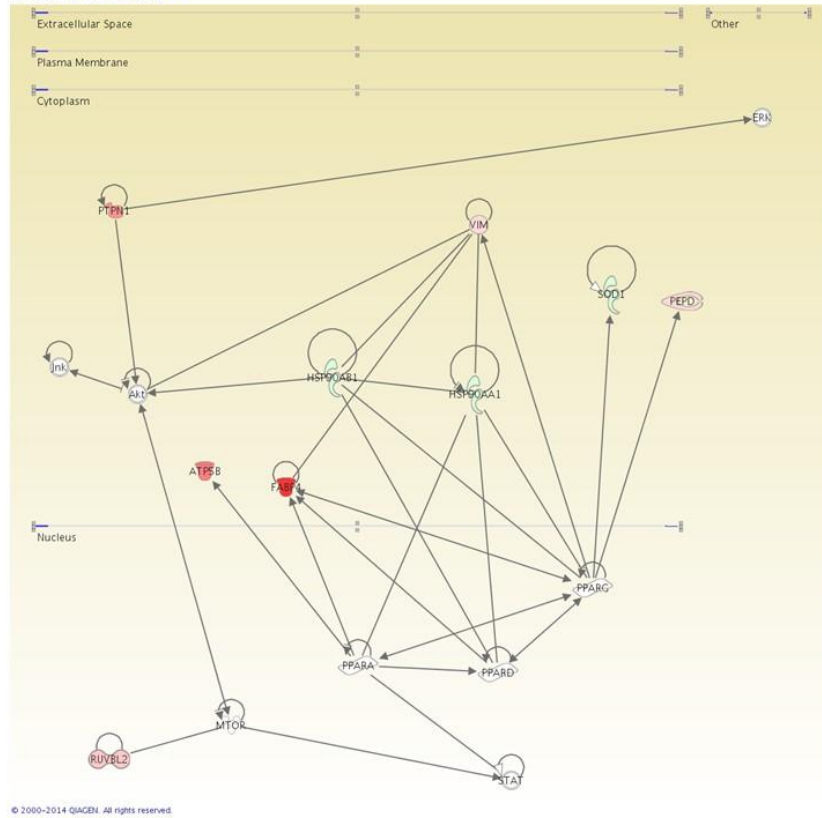 Extracellular Space
Other
Plasma Membrane
Cytoplasm
ERK
PTPN1
VIM
SOD1
PEPD
Jnk
HSP90AB1
Akt
HSP90AA1
ATP5B
FABP4
Nucleus
PPARG
PPARA
PPARD
MTOR
RUVBL2
STAT
© 2000-2014 QIAGEN. All rights reserved.